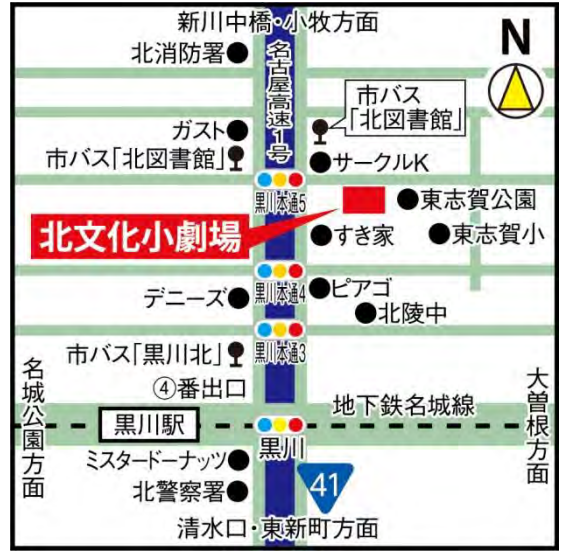 新川中橋・小牧方面
N
北消防署
名古屋高速1号
市バス
「北図書館」
ガスト
市バス「北図書館」
サークルK
黒川本通5
東志賀公園
北文化小劇場
すき家
東志賀小
黒川本通4
ピアゴ
デニーズ
北陵中
市バス「黒川北」
黒川本通3
④番出口
名城公園方面
大曽根方面
地下鉄名城線
黒川駅
黒川
ミスタードーナッツ
41
北警察署
清水口・東新町方面